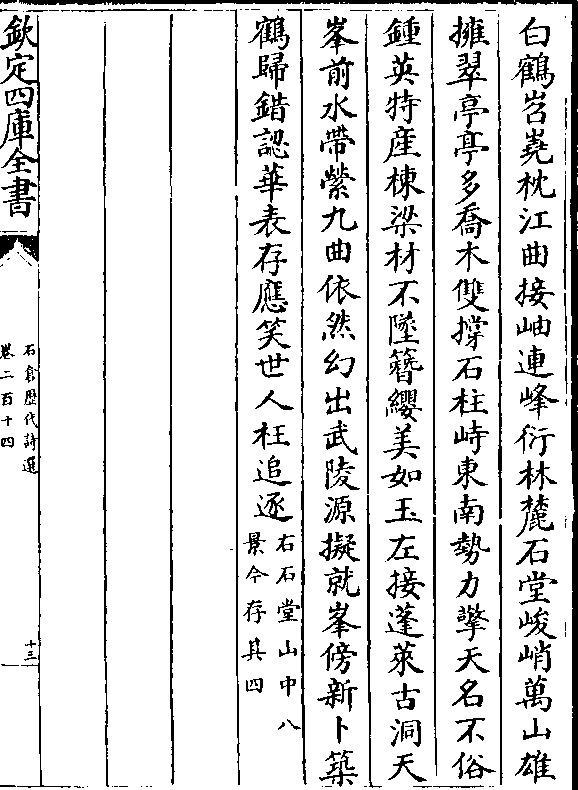 白鶴岧嶤枕江曲接岫連峰衍林麓石堂峻峭萬山雄
擁翠亭亭多喬木雙撐石柱峙東南勢力擎天名不俗
鍾英特産棟梁材不墜簪纓美如玉左接蓬萊古洞天
峯前水帶縈九曲依然幻出武陵源擬就峯傍新卜築
鶴歸錯認華表存應笑世人枉追逐
右石堂山中八
景今存其四
欽定四庫全書
石倉歴代詩選
卷二百十四
十三